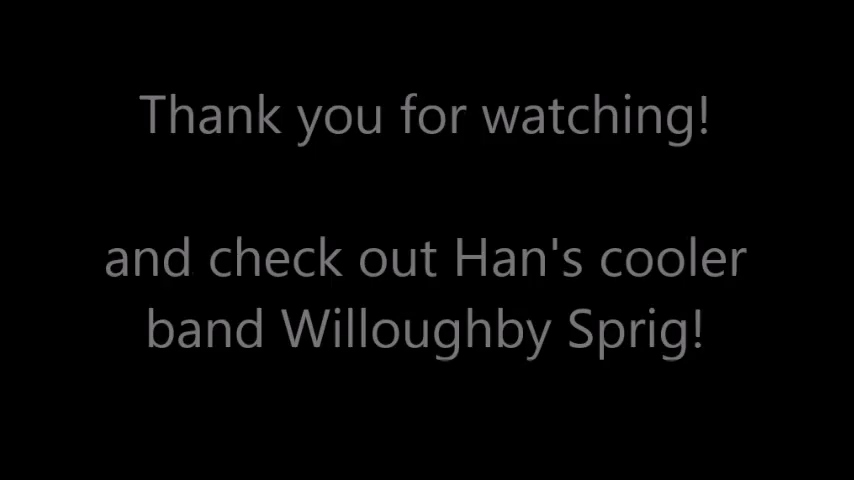 Thank you for watching!
and check out Han's cooler
band Willoughby Sprig!